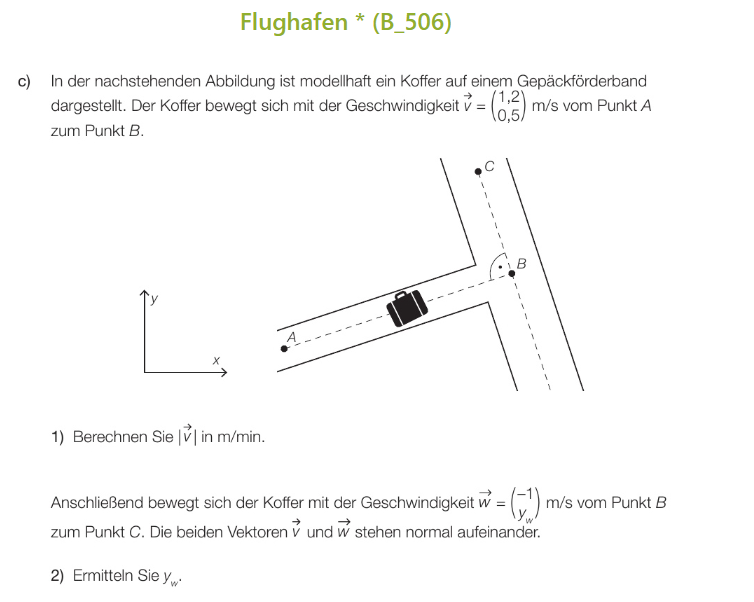 Flughafen * (B_506)
c) In der nachstehenden Abbildung ist modellhaft ein Koffer auf einem Gepäckförderband
dargestellt. Der Koffer bewegt sich mit der Geschwindigkeit v⃗ = (1,2 / 0,5) m/s vom Punkt A
zum Punkt B.
C
B
y
A
x
1) Berechnen Sie |v⃗| in m/min.
Anschließend bewegt sich der Koffer mit der Geschwindigkeit w⃗ = (−1 / y_w) m/s vom Punkt B
zum Punkt C. Die beiden Vektoren v⃗ und w⃗ stehen normal aufeinander.
2) Ermitteln Sie y_w.